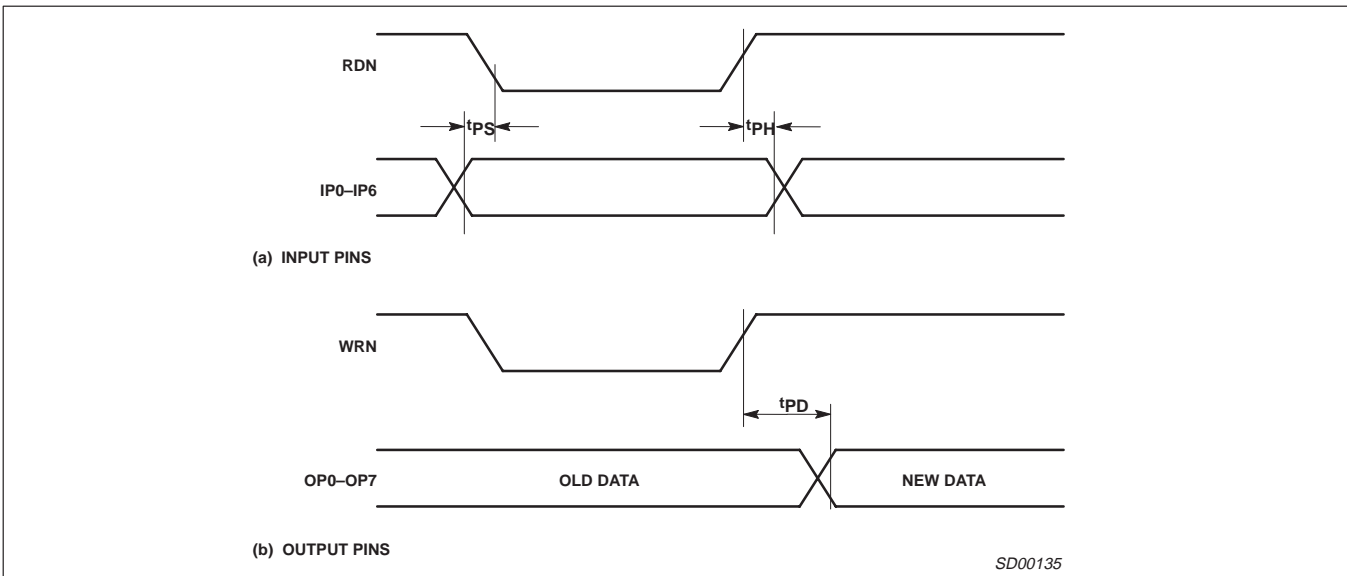 RDN
tPS
tPH
IP0–IP6
(a) INPUT PINS
WRN
tPD
OP0–OP7
OLD DATA
NEW DATA
(b) OUTPUT PINS
SD00135